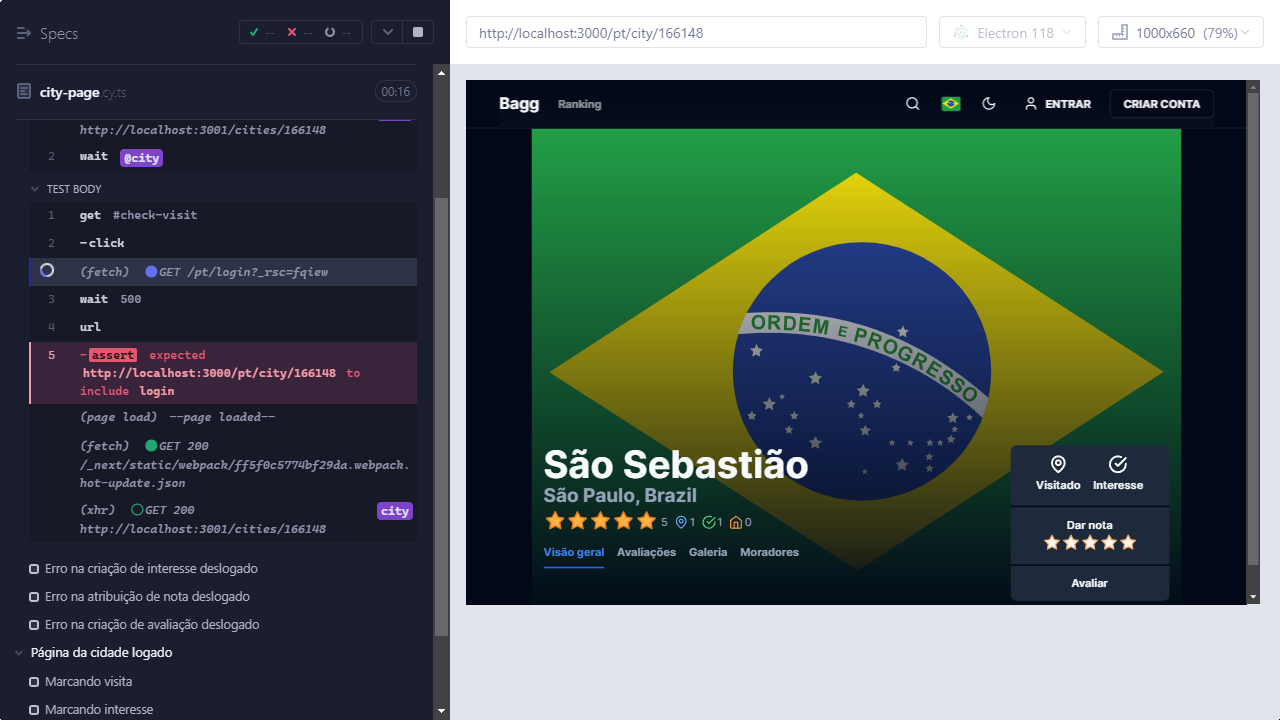 Specs
--
--
--
city-page.cy.ts
00:16
http://localhost:3001/cities/166148
2 wait @city
TEST BODY
1 get #check-visit
2 -click
(fetch) GET /pt/login?_rsc=fqiew
3 wait 500
4 url
5 -assert expected
http://localhost:3000/pt/city/166148 to
include login
(page load) --page loaded--
(fetch) GET 200
/_next/static/webpack/ff5f0c5774bf29da.webpack.
hot-update.json
(xhr) GET 200 city
http://localhost:3001/cities/166148
Erro na criação de interesse deslogado
Erro na atribuição de nota deslogado
Erro na criação de avaliação deslogado
Página da cidade logado
Marcando visita
Marcando interesse
http://localhost:3000/pt/city/166148
Electron 118
1000x660 (79%)
Bagg
Ranking
ENTRAR
CRIAR CONTA
ORDEM E PROGRESSO
São Sebastião
São Paulo, Brazil
5 1 1 0
Visão geral Avaliações Galeria Moradores
Visitado Interesse
Dar nota
Avaliar